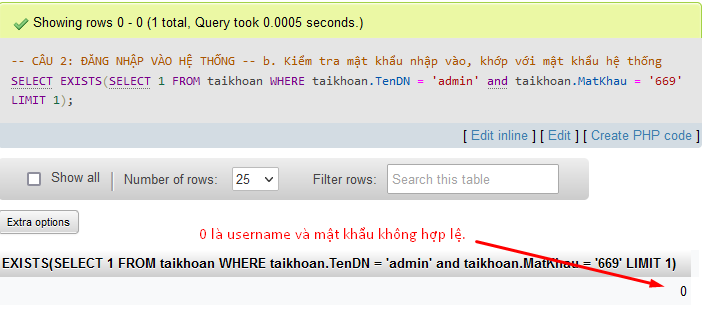 Showing rows 0 - 0 (1 total, Query took 0.0005 seconds.)
-- CÂU 2: ĐĂNG NHẬP VÀO HỆ THỐNG -- b. Kiểm tra mật khẩu nhập vào, khớp với mật khẩu hệ thống
SELECT EXISTS(SELECT 1 FROM taikhoan WHERE taikhoan.TenDN = 'admin' and taikhoan.MatKhau = '669'
LIMIT 1);
[ Edit inline ] [ Edit ] [ Create PHP code ]
Show all | Number of rows: 25 Filter rows: Search this table
Extra options
0 là username và mật khẩu không hợp lệ.
EXISTS(SELECT 1 FROM taikhoan WHERE taikhoan.TenDN = 'admin' and taikhoan.MatKhau = '669' LIMIT 1)
0